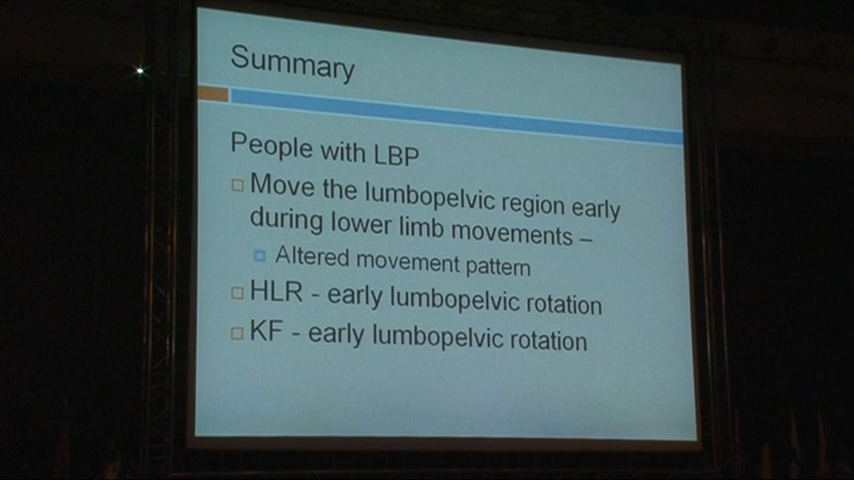 Summary
People with LBP
Move the lumbopelvic region early
during lower limb movements –
Altered movement pattern
HLR - early lumbopelvic rotation
KF - early lumbopelvic rotation